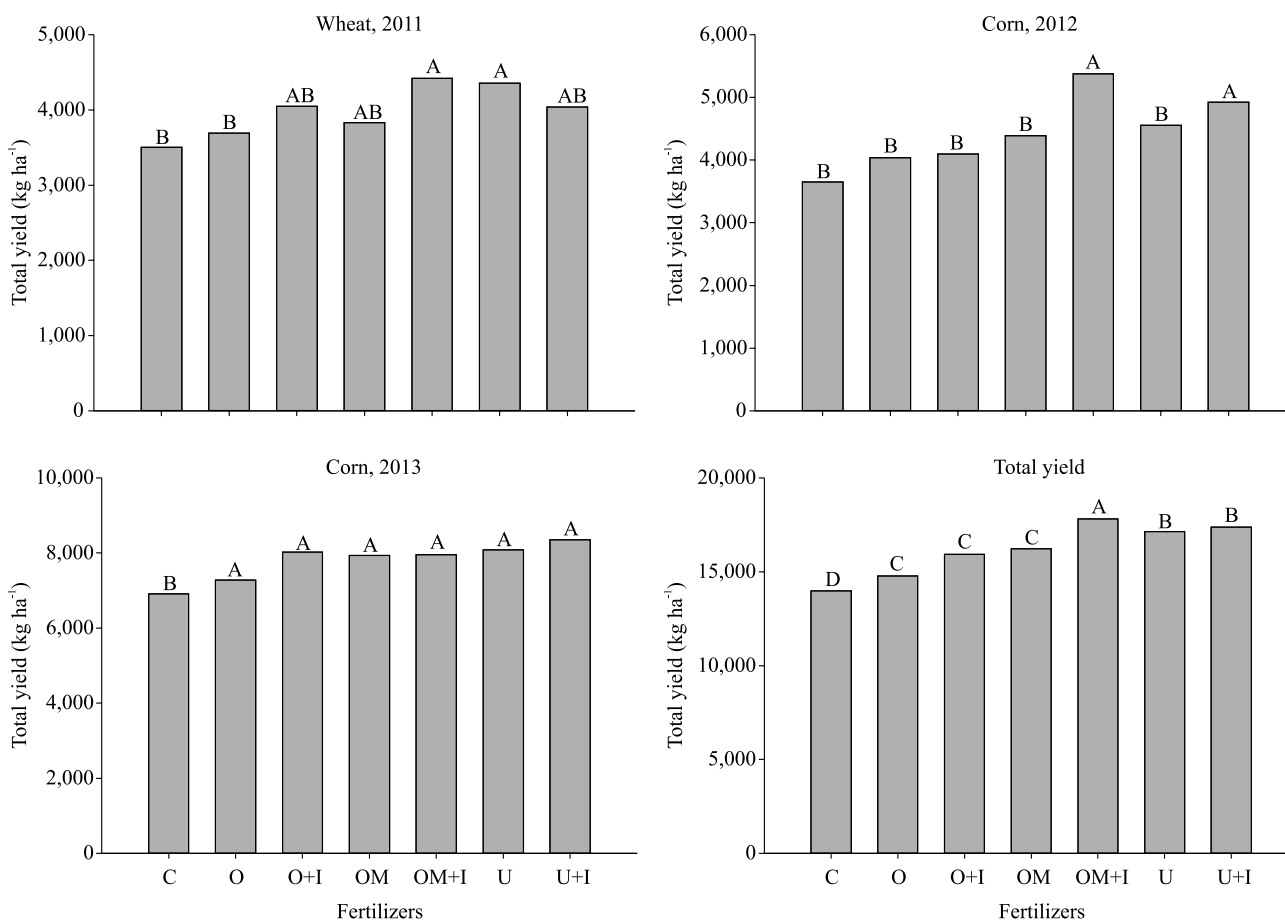 Wheat, 2011
Total yield (kg ha⁻¹)
5,000
4,000
3,000
2,000
1,000
0
B
B
AB
AB
A
A
AB
Corn, 2012
Total yield (kg ha⁻¹)
6,000
5,000
4,000
3,000
2,000
1,000
0
B
B
B
B
A
B
A
Corn, 2013
Total yield (kg ha⁻¹)
10,000
8,000
6,000
4,000
2,000
0
B
A
A
A
A
A
A
C O O+I OM OM+I U U+I
Fertilizers
Total yield
Total yield (kg ha⁻¹)
20,000
15,000
10,000
5,000
0
D
C
C
C
A
B
B
C O O+I OM OM+I U U+I
Fertilizers